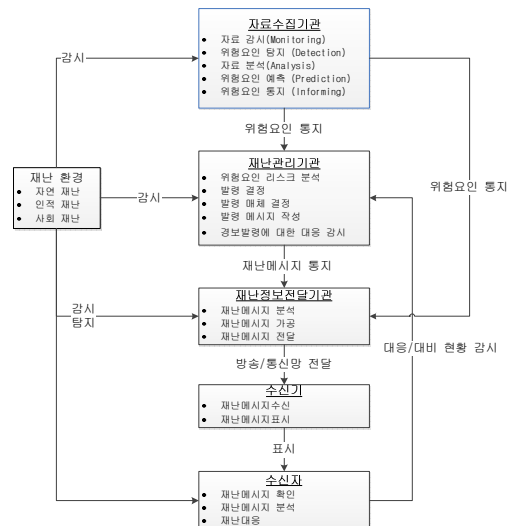 자료수집기관
• 자료 감시(Monitoring)
• 위험요인 탐지 (Detection)
• 자료 분석(Analysis)
• 위험요인 예측 (Prediction)
• 위험요인 통지 (Informing)
감시
위험요인 통지
재난 환경
• 자연 재난
• 인적 재난
• 사회 재난
감시
재난관리기관
• 위험요인 리스크 분석
• 발령 결정
• 발령 매체 결정
• 발령 메시지 작성
• 경보발령에 대한 대응 감시
위험요인 통지
재난메시지 통지
감시
탐지
재난정보전달기관
• 재난메시지 분석
• 재난메시지 가공
• 재난메시지 전달
대응/대비 현황 감시
방송/통신망 전달
수신기
• 재난메시지수신
• 재난메시지표시
표시
수신자
• 재난메시지 확인
• 재난메시지 분석
• 재난대응